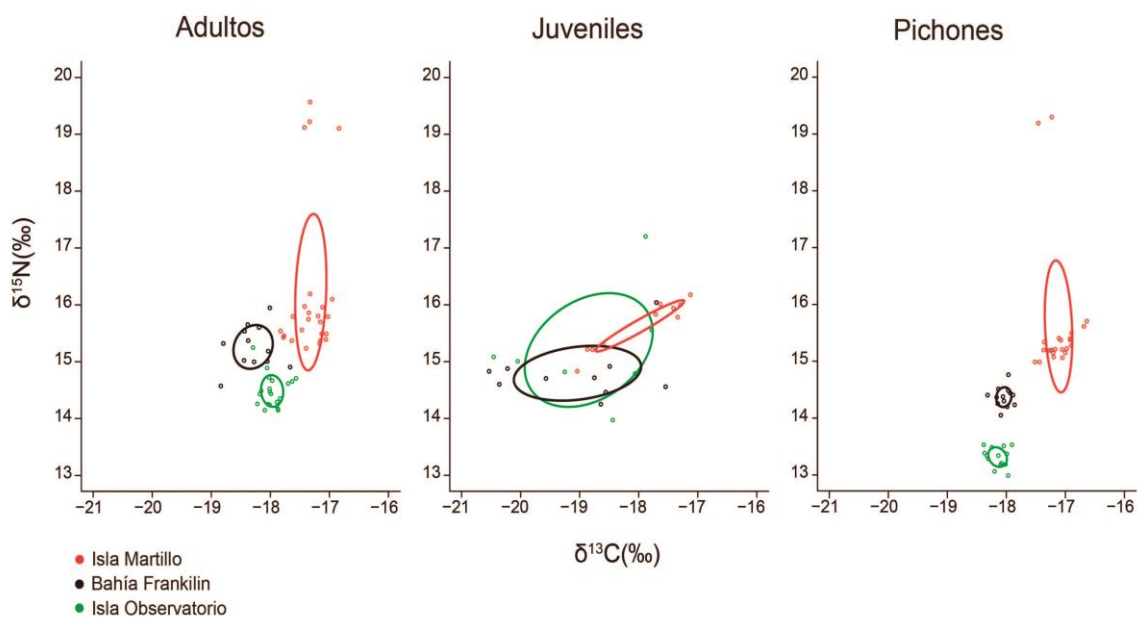 Adultos
Juveniles
Pichones
20
19
18
17
16
15
14
13
δ¹⁵N(‰)
−21 −20 −19 −18 −17 −16
20
19
18
17
16
15
14
13
−21 −20 −19 −18 −17 −16
20
19
18
17
16
15
14
13
−21 −20 −19 −18 −17 −16
δ¹³C(‰)
Isla Martillo
Bahía Frankilin
Isla Observatorio